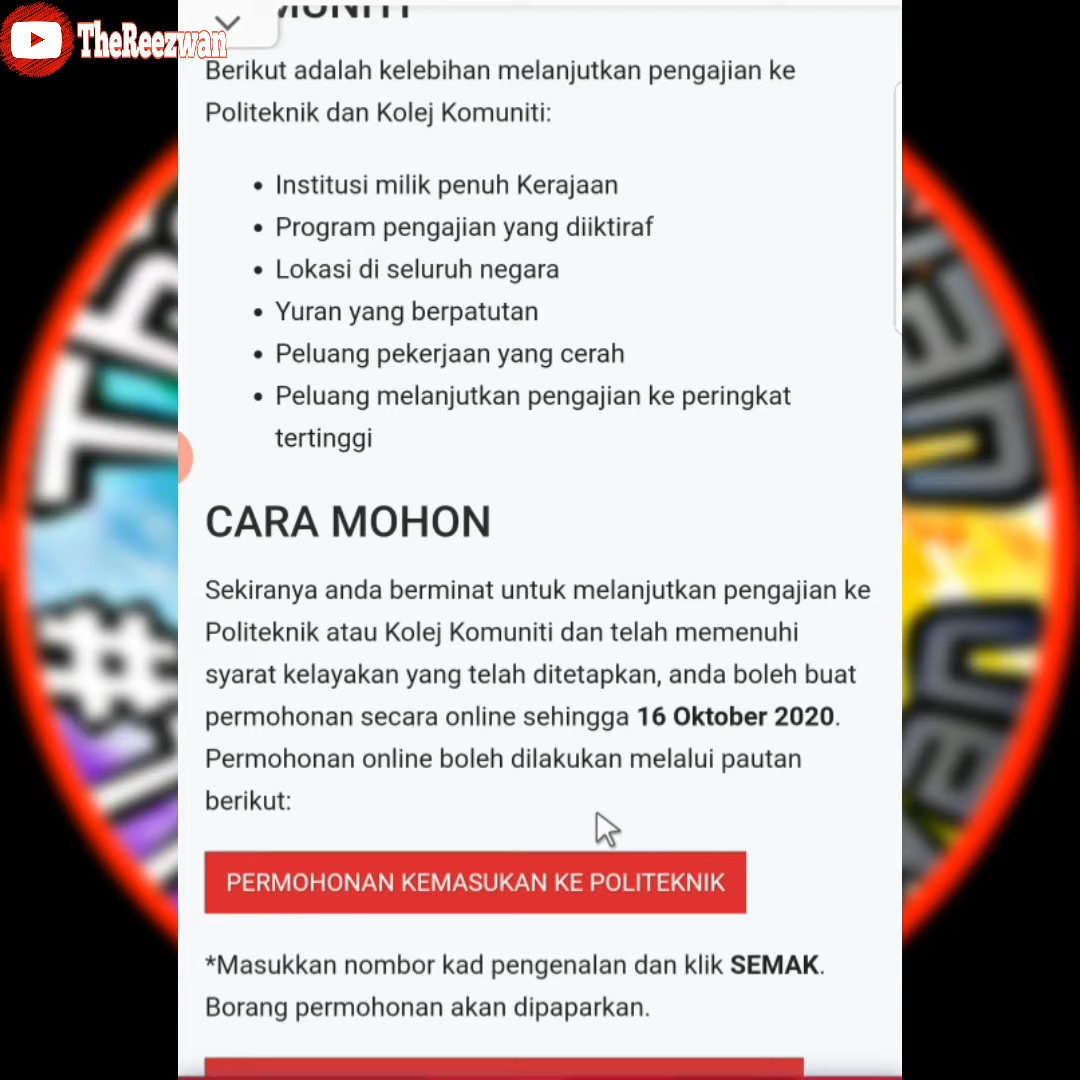 TheReezwan
Berikut adalah kelebihan melanjutkan pengajian ke
Politeknik dan Kolej Komuniti:
• Institusi milik penuh Kerajaan
• Program pengajian yang diiktiraf
• Lokasi di seluruh negara
• Yuran yang berpatutan
• Peluang pekerjaan yang cerah
• Peluang melanjutkan pengajian ke peringkat
tertinggi
CARA MOHON
Sekiranya anda berminat untuk melanjutkan pengajian ke
Politeknik atau Kolej Komuniti dan telah memenuhi
syarat kelayakan yang telah ditetapkan, anda boleh buat
permohonan secara online sehingga 16 Oktober 2020.
Permohonan online boleh dilakukan melalui pautan
berikut:
PERMOHONAN KEMASUKAN KE POLITEKNIK
*Masukkan nombor kad pengenalan dan klik SEMAK.
Borang permohonan akan dipaparkan.